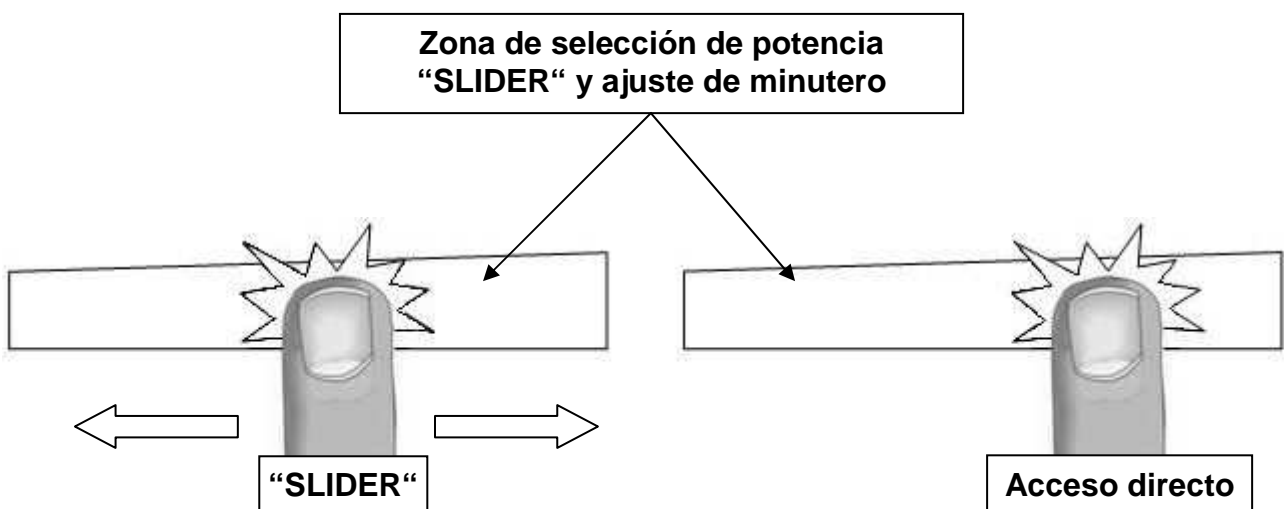 Zona de selección de potencia
“SLIDER“ y ajuste de minutero
“SLIDER“
Acceso directo